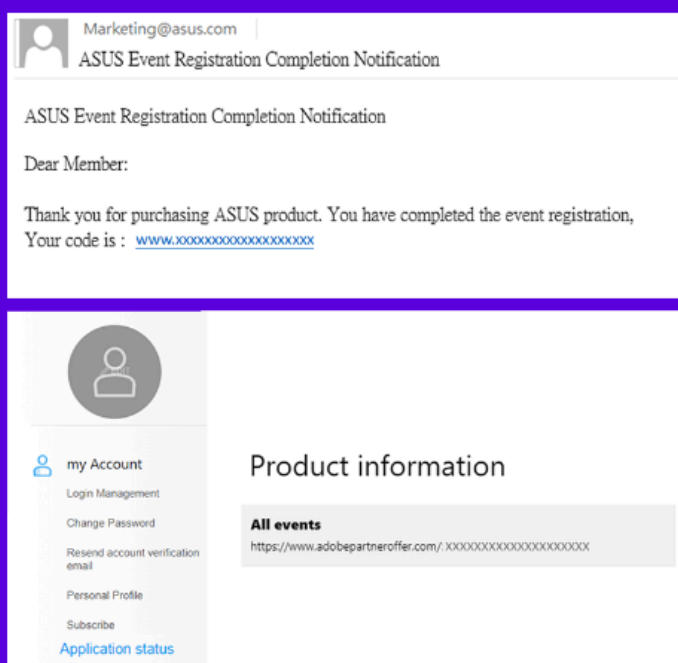 Marketing@asus.com
ASUS Event Registration Completion Notification
ASUS Event Registration Completion Notification
Dear Member:
Thank you for purchasing ASUS product. You have completed the event registration,
Your code is : www.xxxxxxxxxxxxxxxxxxxx
my Account
Login Management
Change Password
Resend account verification
email
Personal Profile
Subscribe
Application status
Product information
All events
https://www.adobepartneroffer.com/: XXXXXXXXXXXXXXXXXXXXX